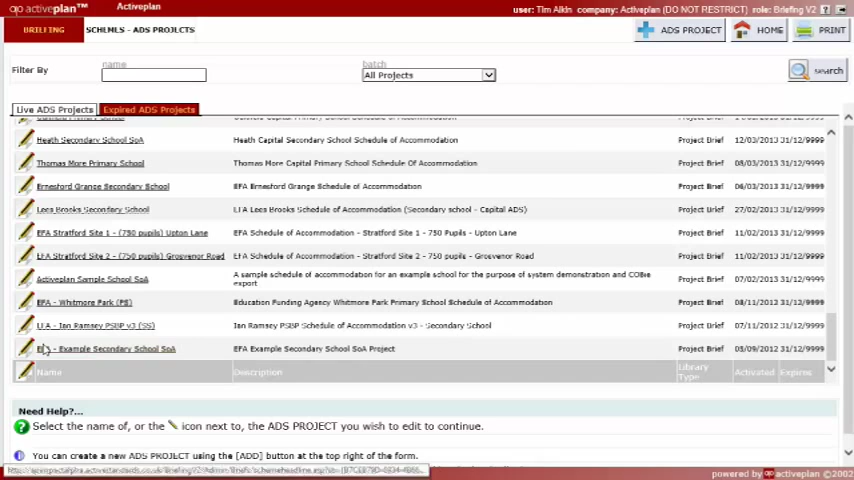 activeplan™ Activeplan user: Tim Aikin company: Activeplan (DO NOT RESTRICT) role: Briefing V2
BRIEFING SCHEMES - ADS PROJECTS ADS PROJECT HOME PRINT
Filter By name batch
All Projects search
Live ADS Projects Expired ADS Projects
Heath Secondary School SoA Heath Capital Secondary School Schedule of Accommodation Project Brief 12/03/2013 31/12/9999
Thomas More Primary School Thomas More Capital Primary School Schedule Of Accommodation Project Brief 08/03/2013 31/12/9999
Ernesford Grange Secondary School EFA Ernesford Grange Schedule of Accommodation Project Brief 06/03/2013 31/12/9999
Lees Brooks Secondary School EFA Lees Brooks Schedule of Accommodation (Secondary school - Capital ADS) Project Brief 27/02/2013 31/12/9999
EFA Stratford Site 1 - (750 pupils) Upton Lane EFA Schedule of Accommodation - Stratford Site 1 - 750 Pupils - Upton Lane Project Brief 08/02/2013 31/12/9999
EFA Stratford Site 2 - (750 pupils) Grosvenor Road EFA Schedule of Accommodation - Stratford Site 2 - 750 Pupils - Grosvenor Road Project Brief 08/02/2013 31/12/9999
Activeplan Sample School SoA A sample schedule of accommodation for an example school for the purpose of system demonstration and COBie export Project Brief 07/02/2013 31/12/9999
EFA - Whitmore Park (PS) Education Funding Agency Whitmore Park Primary School Schedule of Accommodation Project Brief 08/11/2012 31/12/9999
EFA - Ian Ramsey PSBP v3 (SS) Ian Ramsey PSBP Schedule of Accommodation v3 - Secondary School Project Brief 07/11/2012 31/12/9999
- Example Secondary School SoA EFA Example Secondary School SoA Project Project Brief 05/09/2012 31/12/9999
Name Description Library Type Activated Expires
Need Help?...
Select the name of, or the icon next to, the ADS PROJECT you wish to edit to continue.
You can create a new ADS PROJECT using the [ADD] button at the top right of the form.
powered by activeplan ©2002